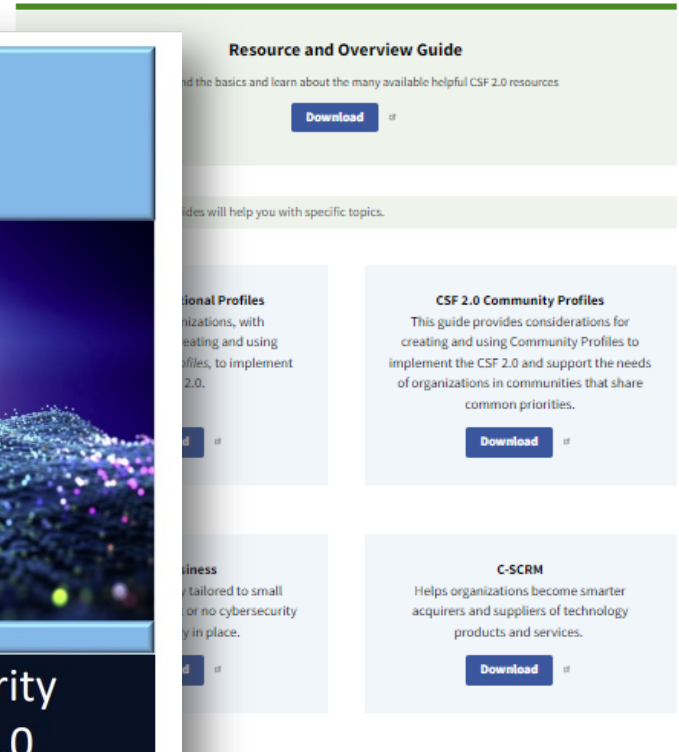 Resource and Overview Guide
nd the basics and learn about the many available helpful CSF 2.0 resources
Download
ides will help you with specific topics.
tional Profiles
nizations, with
eating and using
ofiles, to implement
2.0.
d
CSF 2.0 Community Profiles
This guide provides considerations for
creating and using Community Profiles to
implement the CSF 2.0 and support the needs
of organizations in communities that share
common priorities.
Download
siness
y tailored to small
or no cybersecurity
y in place.
d
C-SCRM
Helps organizations become smarter
acquirers and suppliers of technology
products and services.
Download
rity
.0